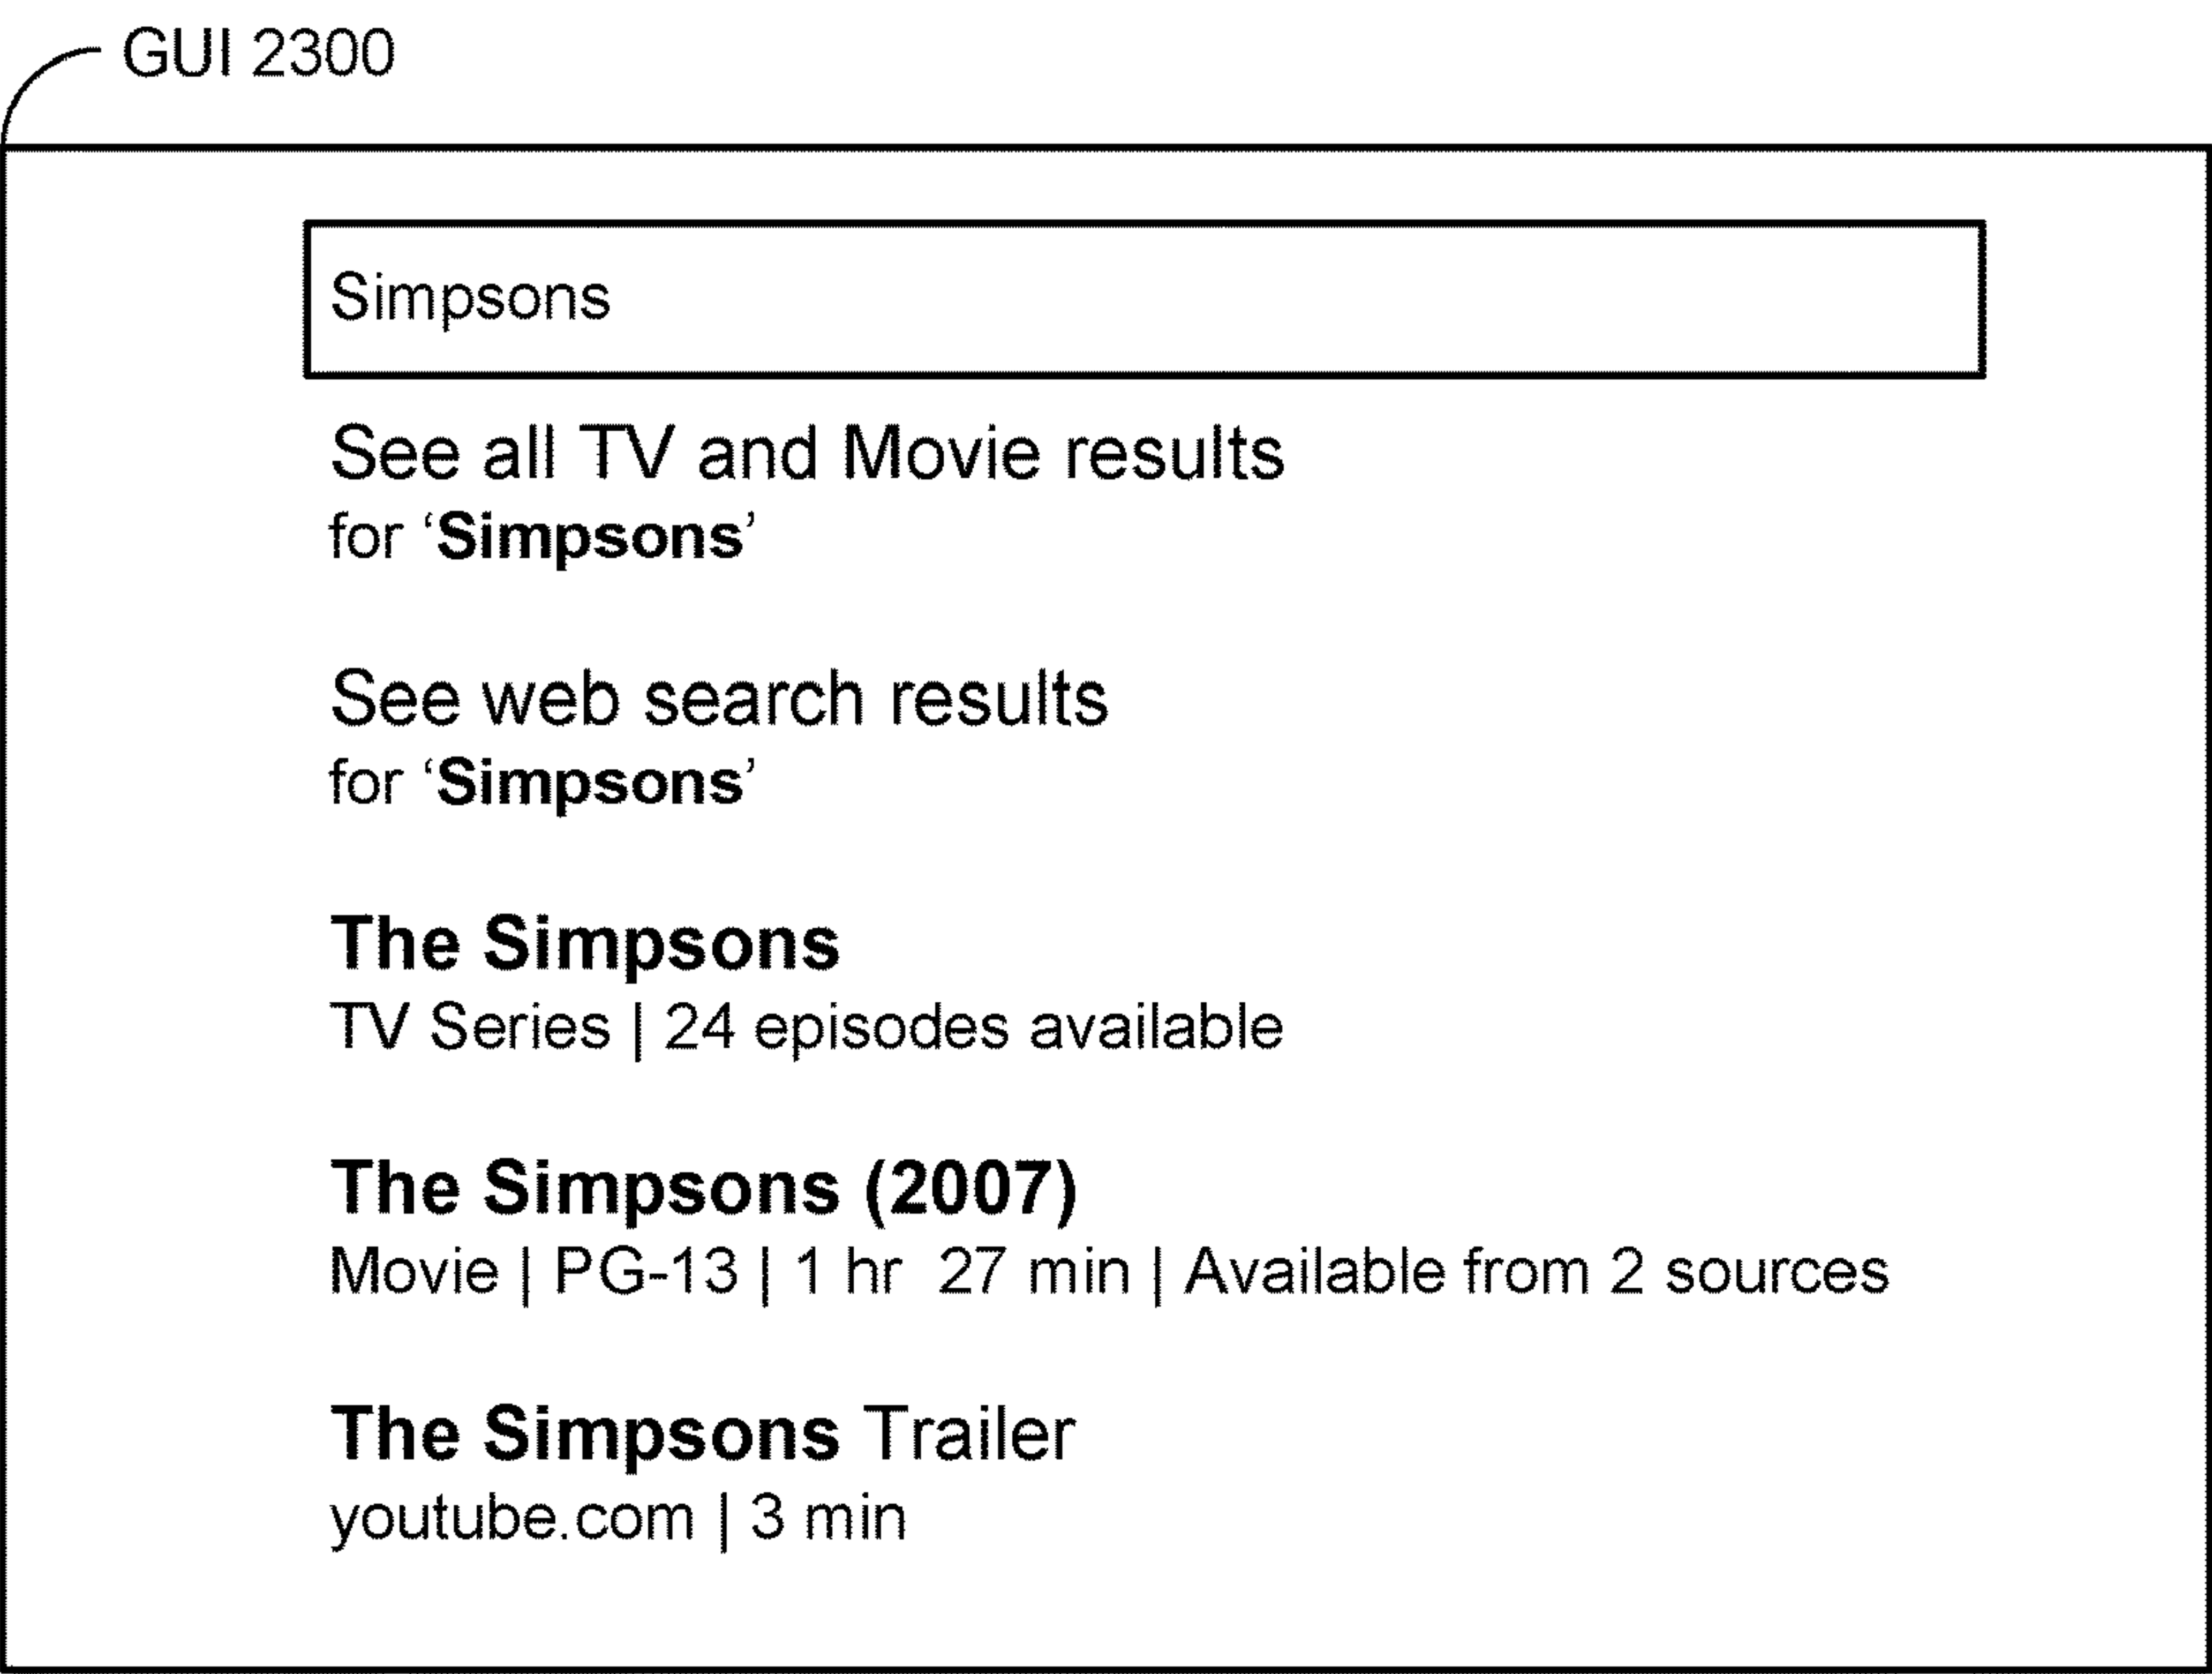 GUI 2300
Simpsons
See all TV and Movie results
for ‘Simpsons’
See web search results
for ‘Simpsons’
The Simpsons
TV Series | 24 episodes available
The Simpsons (2007)
Movie | PG-13 | 1 hr 27 min | Available from 2 sources
The Simpsons Trailer
youtube.com | 3 min